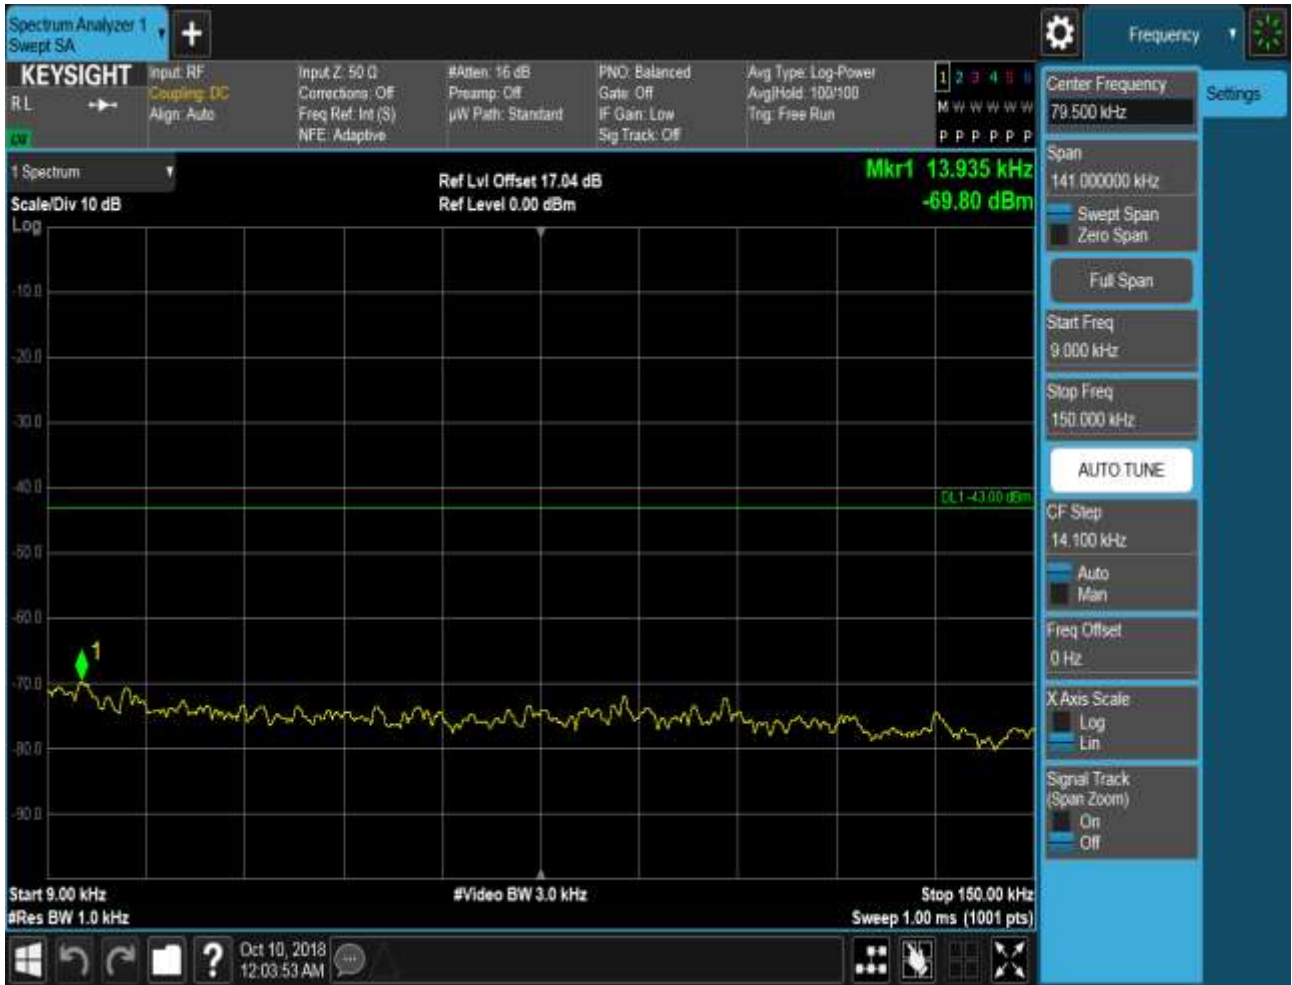 Spectrum Analyzer 1
Swept SA
+
Frequency
KEYSIGHT
RL
LXI
Input: RF
Coupling: DC
Align: Auto
Input Z: 50 Ω
Corrections: Off
Freq Ref: Int (S)
NFE: Adaptive
#Atten: 16 dB
Preamp: Off
µW Path: Standard
PNO: Balanced
Gate: Off
IF Gain: Low
Sig Track: Off
Avg Type: Log-Power
Avg|Hold: 100/100
Trig: Free Run
1 2 3 4 5 6
M W W W W W
P P P P P P
1 Spectrum
Scale/Div 10 dB
Log
Ref Lvl Offset 17.04 dB
Ref Level 0.00 dBm
Mkr1 13.935 kHz
-69.80 dBm
-10.0
-20.0
-30.0
-40.0
DL1 -43.00 dBm
-50.0
-60.0
1
-70.0
-80.0
-90.0
Start 9.00 kHz
#Res BW 1.0 kHz
#Video BW 3.0 kHz
Stop 150.00 kHz
Sweep 1.00 ms (1001 pts)
?
Oct 10, 2018
12:03:53 AM
Center Frequency
79.500 kHz
Settings
Span
141.000000 kHz
Swept Span
Zero Span
Full Span
Start Freq
9.000 kHz
Stop Freq
150.000 kHz
AUTO TUNE
CF Step
14.100 kHz
Auto
Man
Freq Offset
0 Hz
X Axis Scale
Log
Lin
Signal Track
(Span Zoom)
On
Off